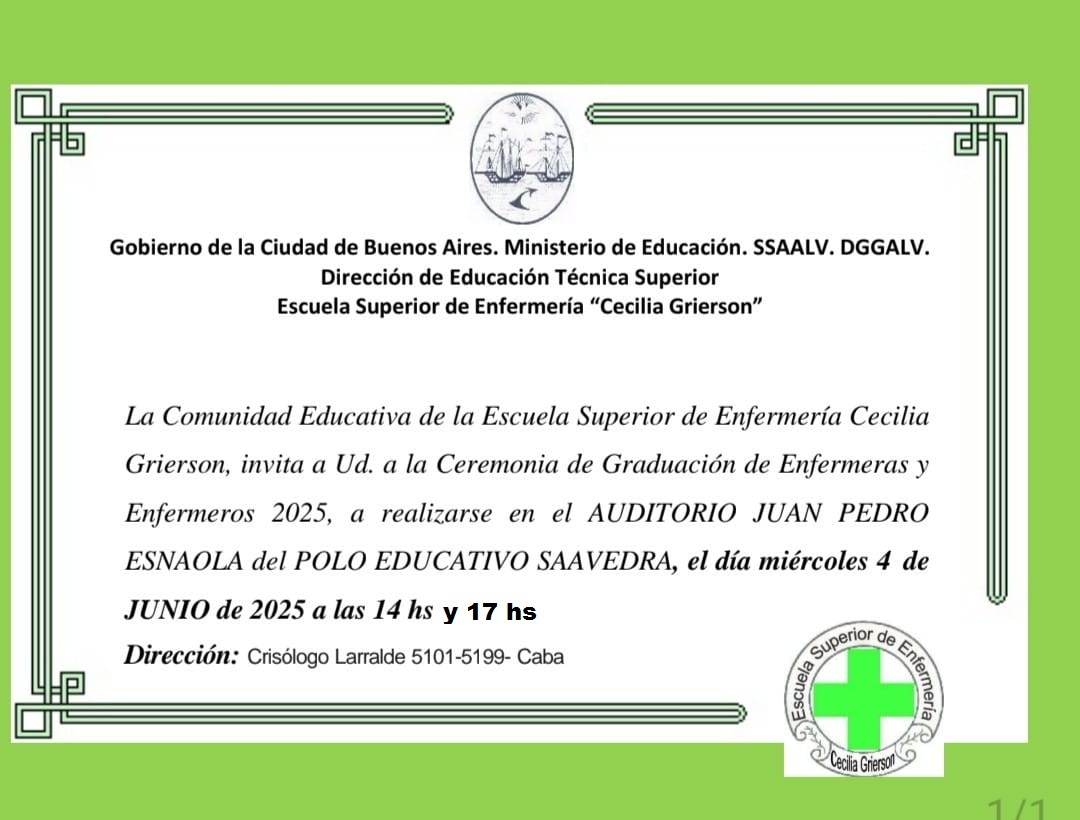 Gobierno de la Ciudad de Buenos Aires. Ministerio de Educación. SSAALV. DGGALV.
Dirección de Educación Técnica Superior
Escuela Superior de Enfermería “Cecilia Grierson”
La Comunidad Educativa de la Escuela Superior de Enfermería Cecilia
Grierson, invita a Ud. a la Ceremonia de Graduación de Enfermeras y
Enfermeros 2025, a realizarse en el AUDITORIO JUAN PEDRO
ESNAOLA del POLO EDUCATIVO SAAVEDRA, el día miércoles 4 de
JUNIO de 2025 a las 14 hs y 17 hs
Dirección: Crisólogo Larralde 5101-5199- Caba
Escuela Superior de Enfermería
Cecilia Grierson
1/1